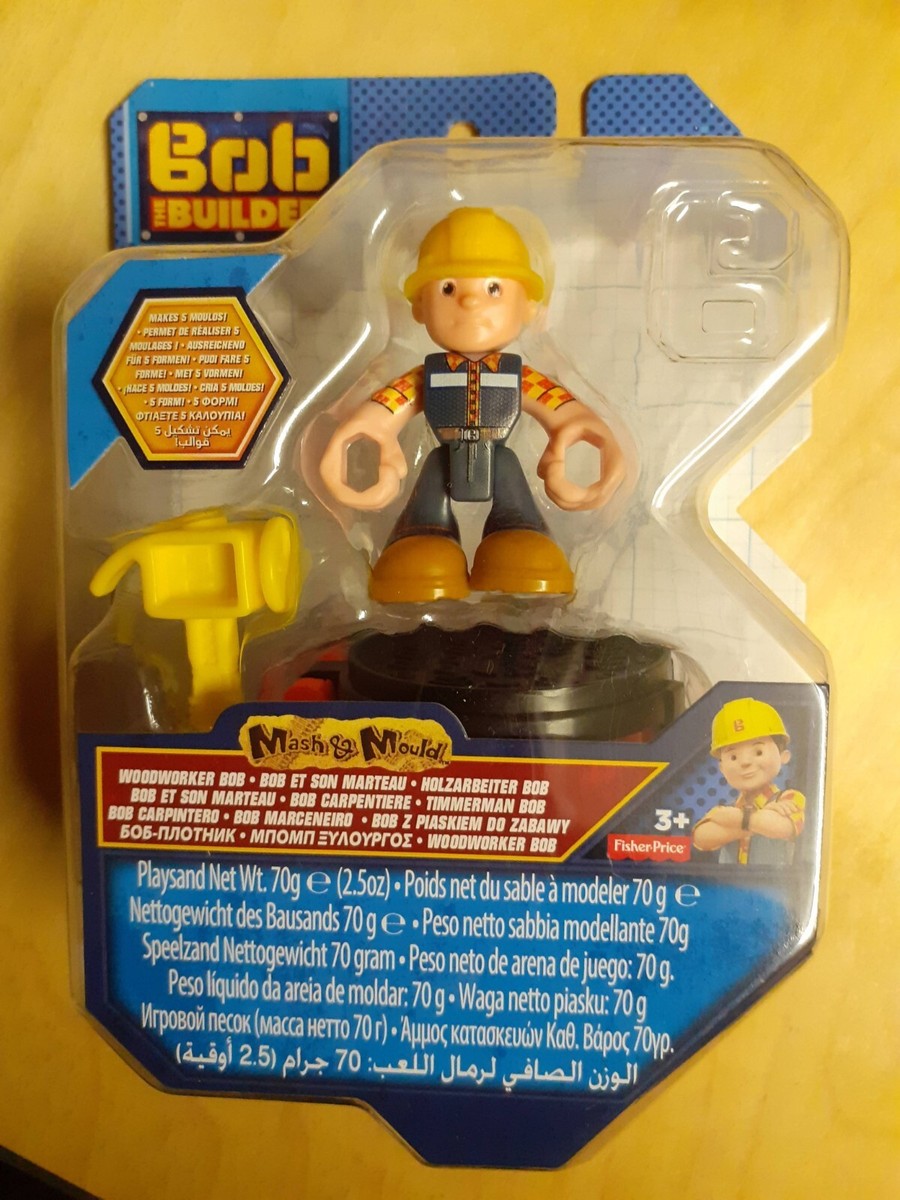 Bob
THE BUILDER
MAKES 5 MOULDS!
• PERMET DE RÉALISER 5
MOULAGES ! • AUSREICHEND
FÜR 5 FORMEN! • PUOI FARE 5
FORME! • MET 5 VORMEN!
• ¡HACE 5 MOLDES! • CRIA 5 MOLDES!
• 5 FORM! • 5 ФОРМ!
ΦΤΙΑΞΤΕ 5 ΚΑΛΟΥΠΙΑ!
يمكن تشكيل 5
قوالب!
Mash & Mould™
WOODWORKER BOB • BOB ET SON MARTEAU • HOLZARBEITER BOB
BOB ET SON MARTEAU • BOB CARPENTIERE • TIMMERMAN BOB
BOB CARPINTERO • BOB MARCENEIRO • BOB Z PIASKIEM DO ZABAWY
БОБ-ПЛОТНИК • ΜΠΟΜΠ ΞΥΛΟΥΡΓΟΣ • WOODWORKER BOB
3+
Fisher-Price
B
Playsand Net Wt. 70g ℮ (2.5oz) • Poids net du sable à modeler 70 g ℮
Nettogewicht des Bausands 70 g ℮ • Peso netto sabbia modellante 70g
Speelzand Nettogewicht 70 gram • Peso neto de arena de juego: 70 g.
Peso líquido da areia de moldar: 70 g • Waga netto piasku: 70 g
Игровой песок (масса нетто 70 г) • Άμμος κατασκευών Καθ. Βάρος 70γρ.
الوزن الصافي لرمال اللعب: 70 جرام (2.5 أوقية)